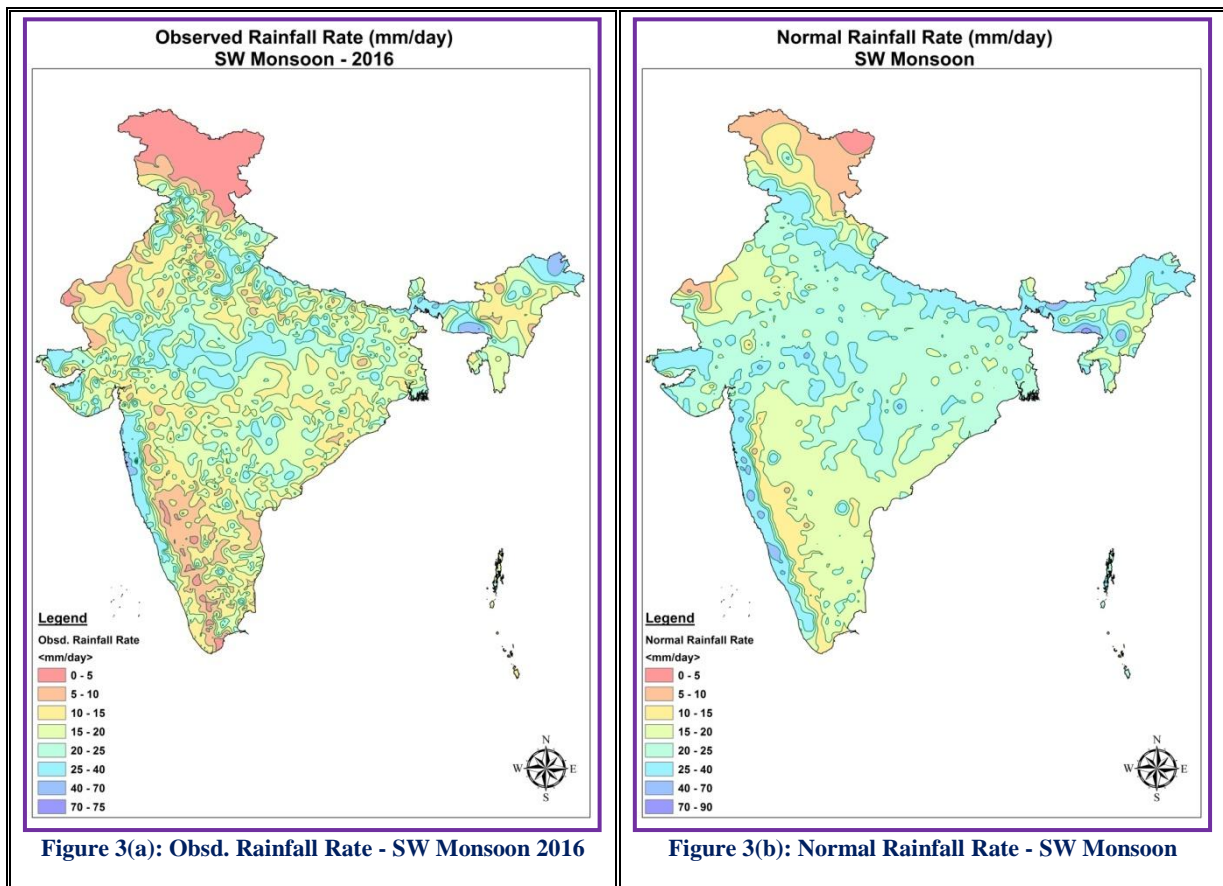 Observed Rainfall Rate (mm/day)
SW Monsoon - 2016
N
W
E
S
Legend
Obsd. Rainfall Rate
<mm/day>
0 - 5
5 - 10
10 - 15
15 - 20
20 - 25
25 - 40
40 - 70
70 - 75
Figure 3(a): Obsd. Rainfall Rate - SW Monsoon 2016
Normal Rainfall Rate (mm/day)
SW Monsoon
N
W
E
S
Legend
Normal Rainfall Rate
<mm/day>
0 - 5
5 - 10
10 - 15
15 - 20
20 - 25
25 - 40
40 - 70
70 - 90
Figure 3(b): Normal Rainfall Rate - SW Monsoon